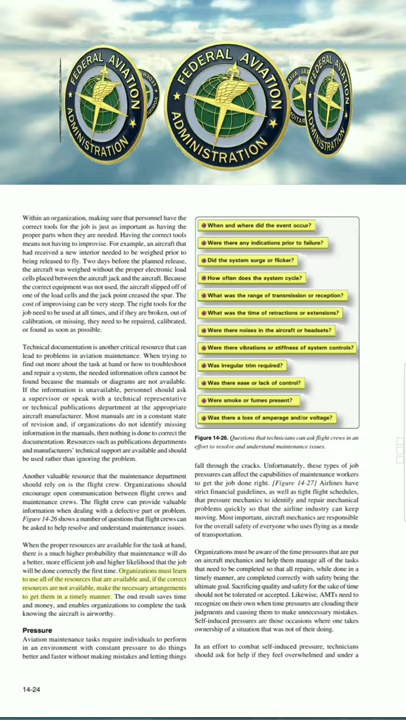 FEDERAL AVIATION
ADMINISTRATION
FEDERAL AVIATION
ADMINISTRATION
FEDERAL AVIATION
ADMINISTRATION
Within an organization, making sure that personnel have the
correct tools for the job is just as important as having the
proper parts when they are needed. Having the correct tools
means not having to improvise. For example, an aircraft that
had received a new interior needed to be weighed prior to
being released to fly. Two days before the planned release,
the aircraft was weighed without the proper electronic load
cells placed between the aircraft jack and the aircraft. Because
the correct equipment was not used, the aircraft slipped off of
one of the load cells and the jack point creased the spar. The
cost of improvising can be very steep. The right tools for the
job need to be used at all times, and if they are broken, out of
calibration, or missing, they need to be repaired, calibrated,
or found as soon as possible.
Technical documentation is another critical resource that can
lead to problems in aviation maintenance. When trying to
find out more about the task at hand or how to troubleshoot
and repair a system, the needed information often cannot be
found because the manuals or diagrams are not available.
If the information is unavailable, personnel should ask
a supervisor or speak with a technical representative
or technical publications department at the appropriate
aircraft manufacturer. Most manuals are in a constant state
of revision and, if organizations do not identify missing
information in the manuals, then nothing is done to correct the
documentation. Resources such as publications departments
and manufacturers' technical support are available and should
be used rather than ignoring the problem.
Another valuable resource that the maintenance department
should rely on is the flight crew. Organizations should
encourage open communication between flight crews and
maintenance crews. The flight crew can provide valuable
information when dealing with a defective part or problem.
Figure 14-26 shows a number of questions that flight crews can
be asked to help resolve and understand maintenance issues.
When the proper resources are available for the task at hand,
there is a much higher probability that maintenance will do
a better, more efficient job and higher likelihood that the job
will be done correctly the first time. Organizations must learn
to use all of the resources that are available and, if the correct
resources are not available, make the necessary arrangements
to get them in a timely manner. The end result saves time
and money, and enables organizations to complete the task
knowing the aircraft is airworthy.
Pressure
Aviation maintenance tasks require individuals to perform
in an environment with constant pressure to do things
better and faster without making mistakes and letting things
When and where did the event occur?
Were there any indications prior to failure?
Did the system surge or flicker?
How often does the system cycle?
What was the range of transmission or reception?
What was the time of retractions or extensions?
Were there noises in the aircraft or headsets?
Were there vibrations or stiffness of system controls?
Was irregular trim required?
Was there ease or lack of control?
Were smoke or fumes present?
Was there a loss of amperage and/or voltage?
Figure 14-26. Questions that technicians can ask flight crews in an
effort to resolve and understand maintenance issues.
fall through the cracks. Unfortunately, these types of job
pressures can affect the capabilities of maintenance workers
to get the job done right. [Figure 14-27] Airlines have
strict financial guidelines, as well as tight flight schedules,
that pressure mechanics to identify and repair mechanical
problems quickly so that the airline industry can keep
moving. Most important, aircraft mechanics are responsible
for the overall safety of everyone who uses flying as a mode
of transportation.
Organizations must be aware of the time pressures that are put
on aircraft mechanics and help them manage all of the tasks
that need to be completed so that all repairs, while done in a
timely manner, are completed correctly with safety being the
ultimate goal. Sacrificing quality and safety for the sake of time
should not be tolerated or accepted. Likewise, AMTs need to
recognize on their own when time pressures are clouding their
judgments and causing them to make unnecessary mistakes.
Self-induced pressures are those occasions where one takes
ownership of a situation that was not of their doing.
In an effort to combat self-induced pressure, technicians
should ask for help if they feel overwhelmed and under a
14-24